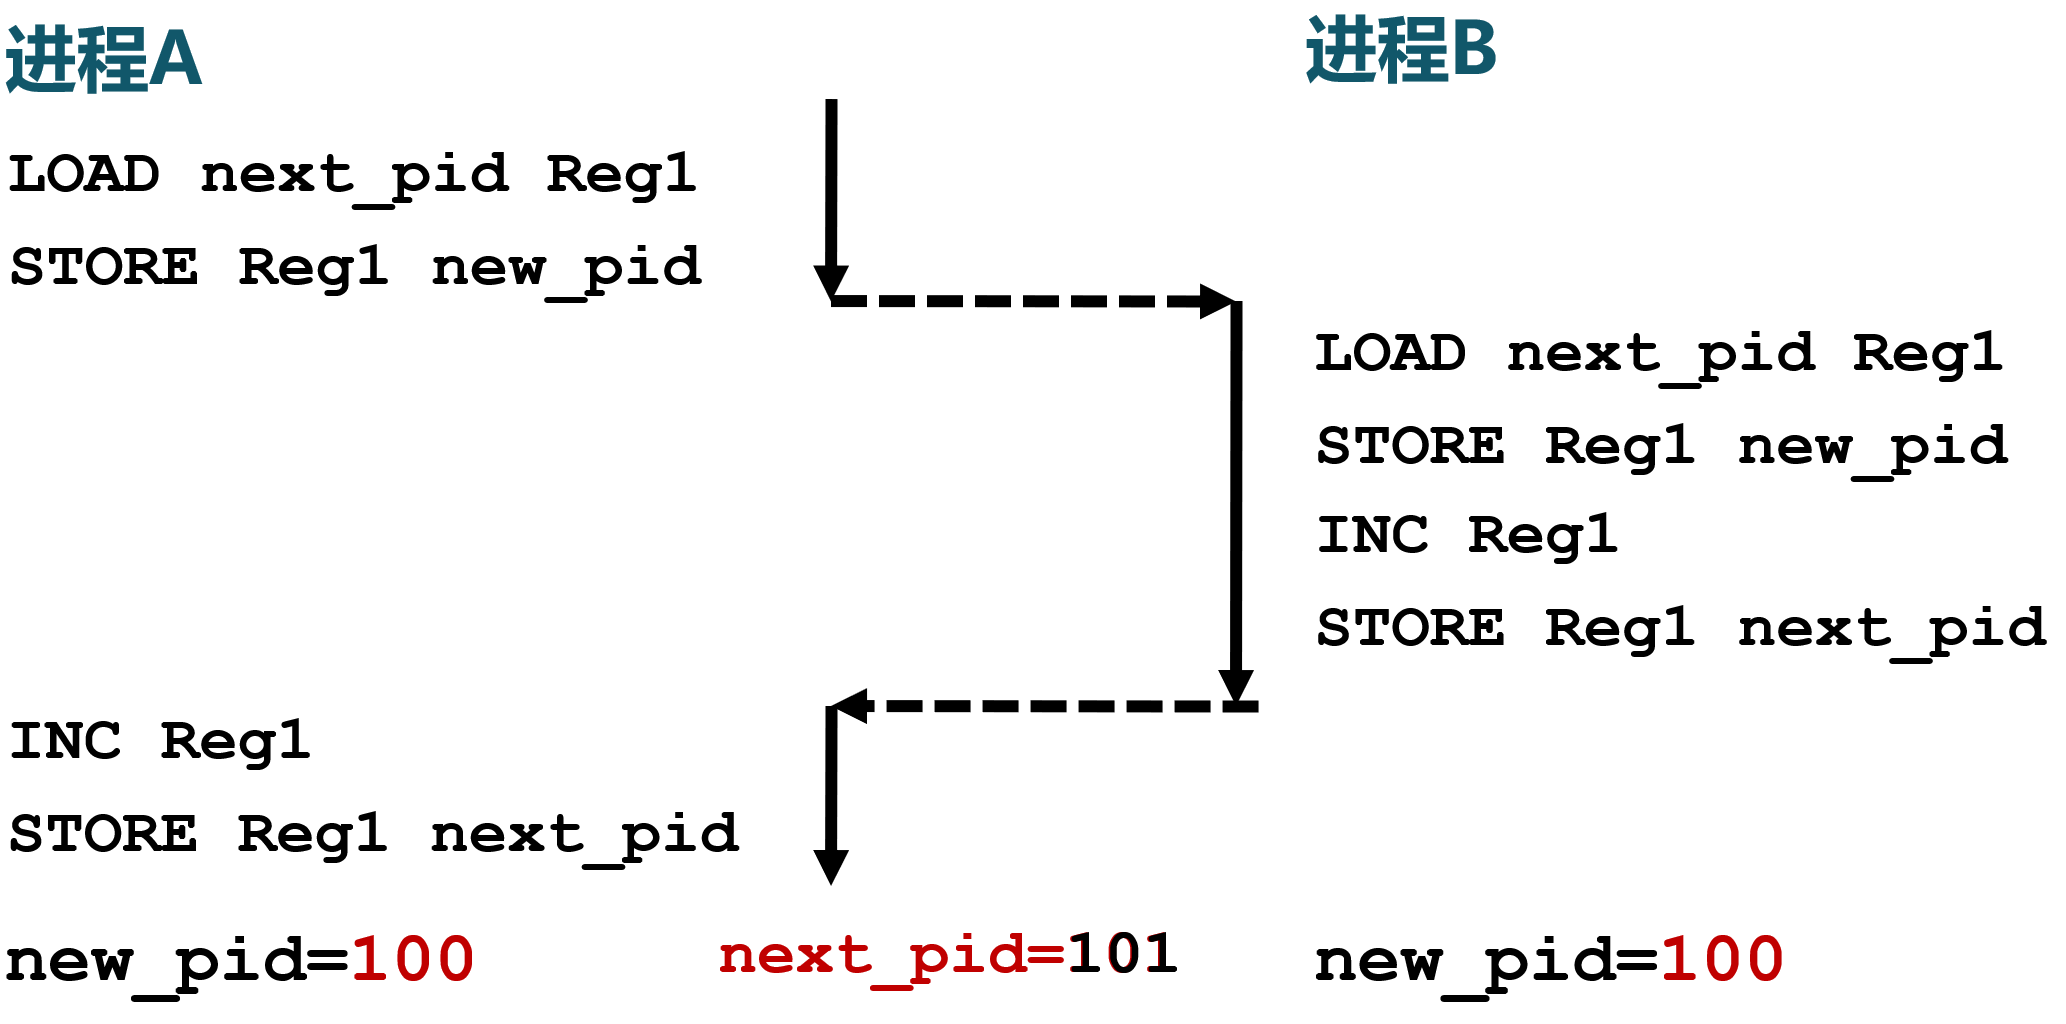 进程A
进程B
LOAD next_pid Reg1
STORE Reg1 new_pid
LOAD next_pid Reg1
STORE Reg1 new_pid
INC Reg1
STORE Reg1 next_pid
INC Reg1
STORE Reg1 next_pid
new_pid=100
next_pid=101
new_pid=100